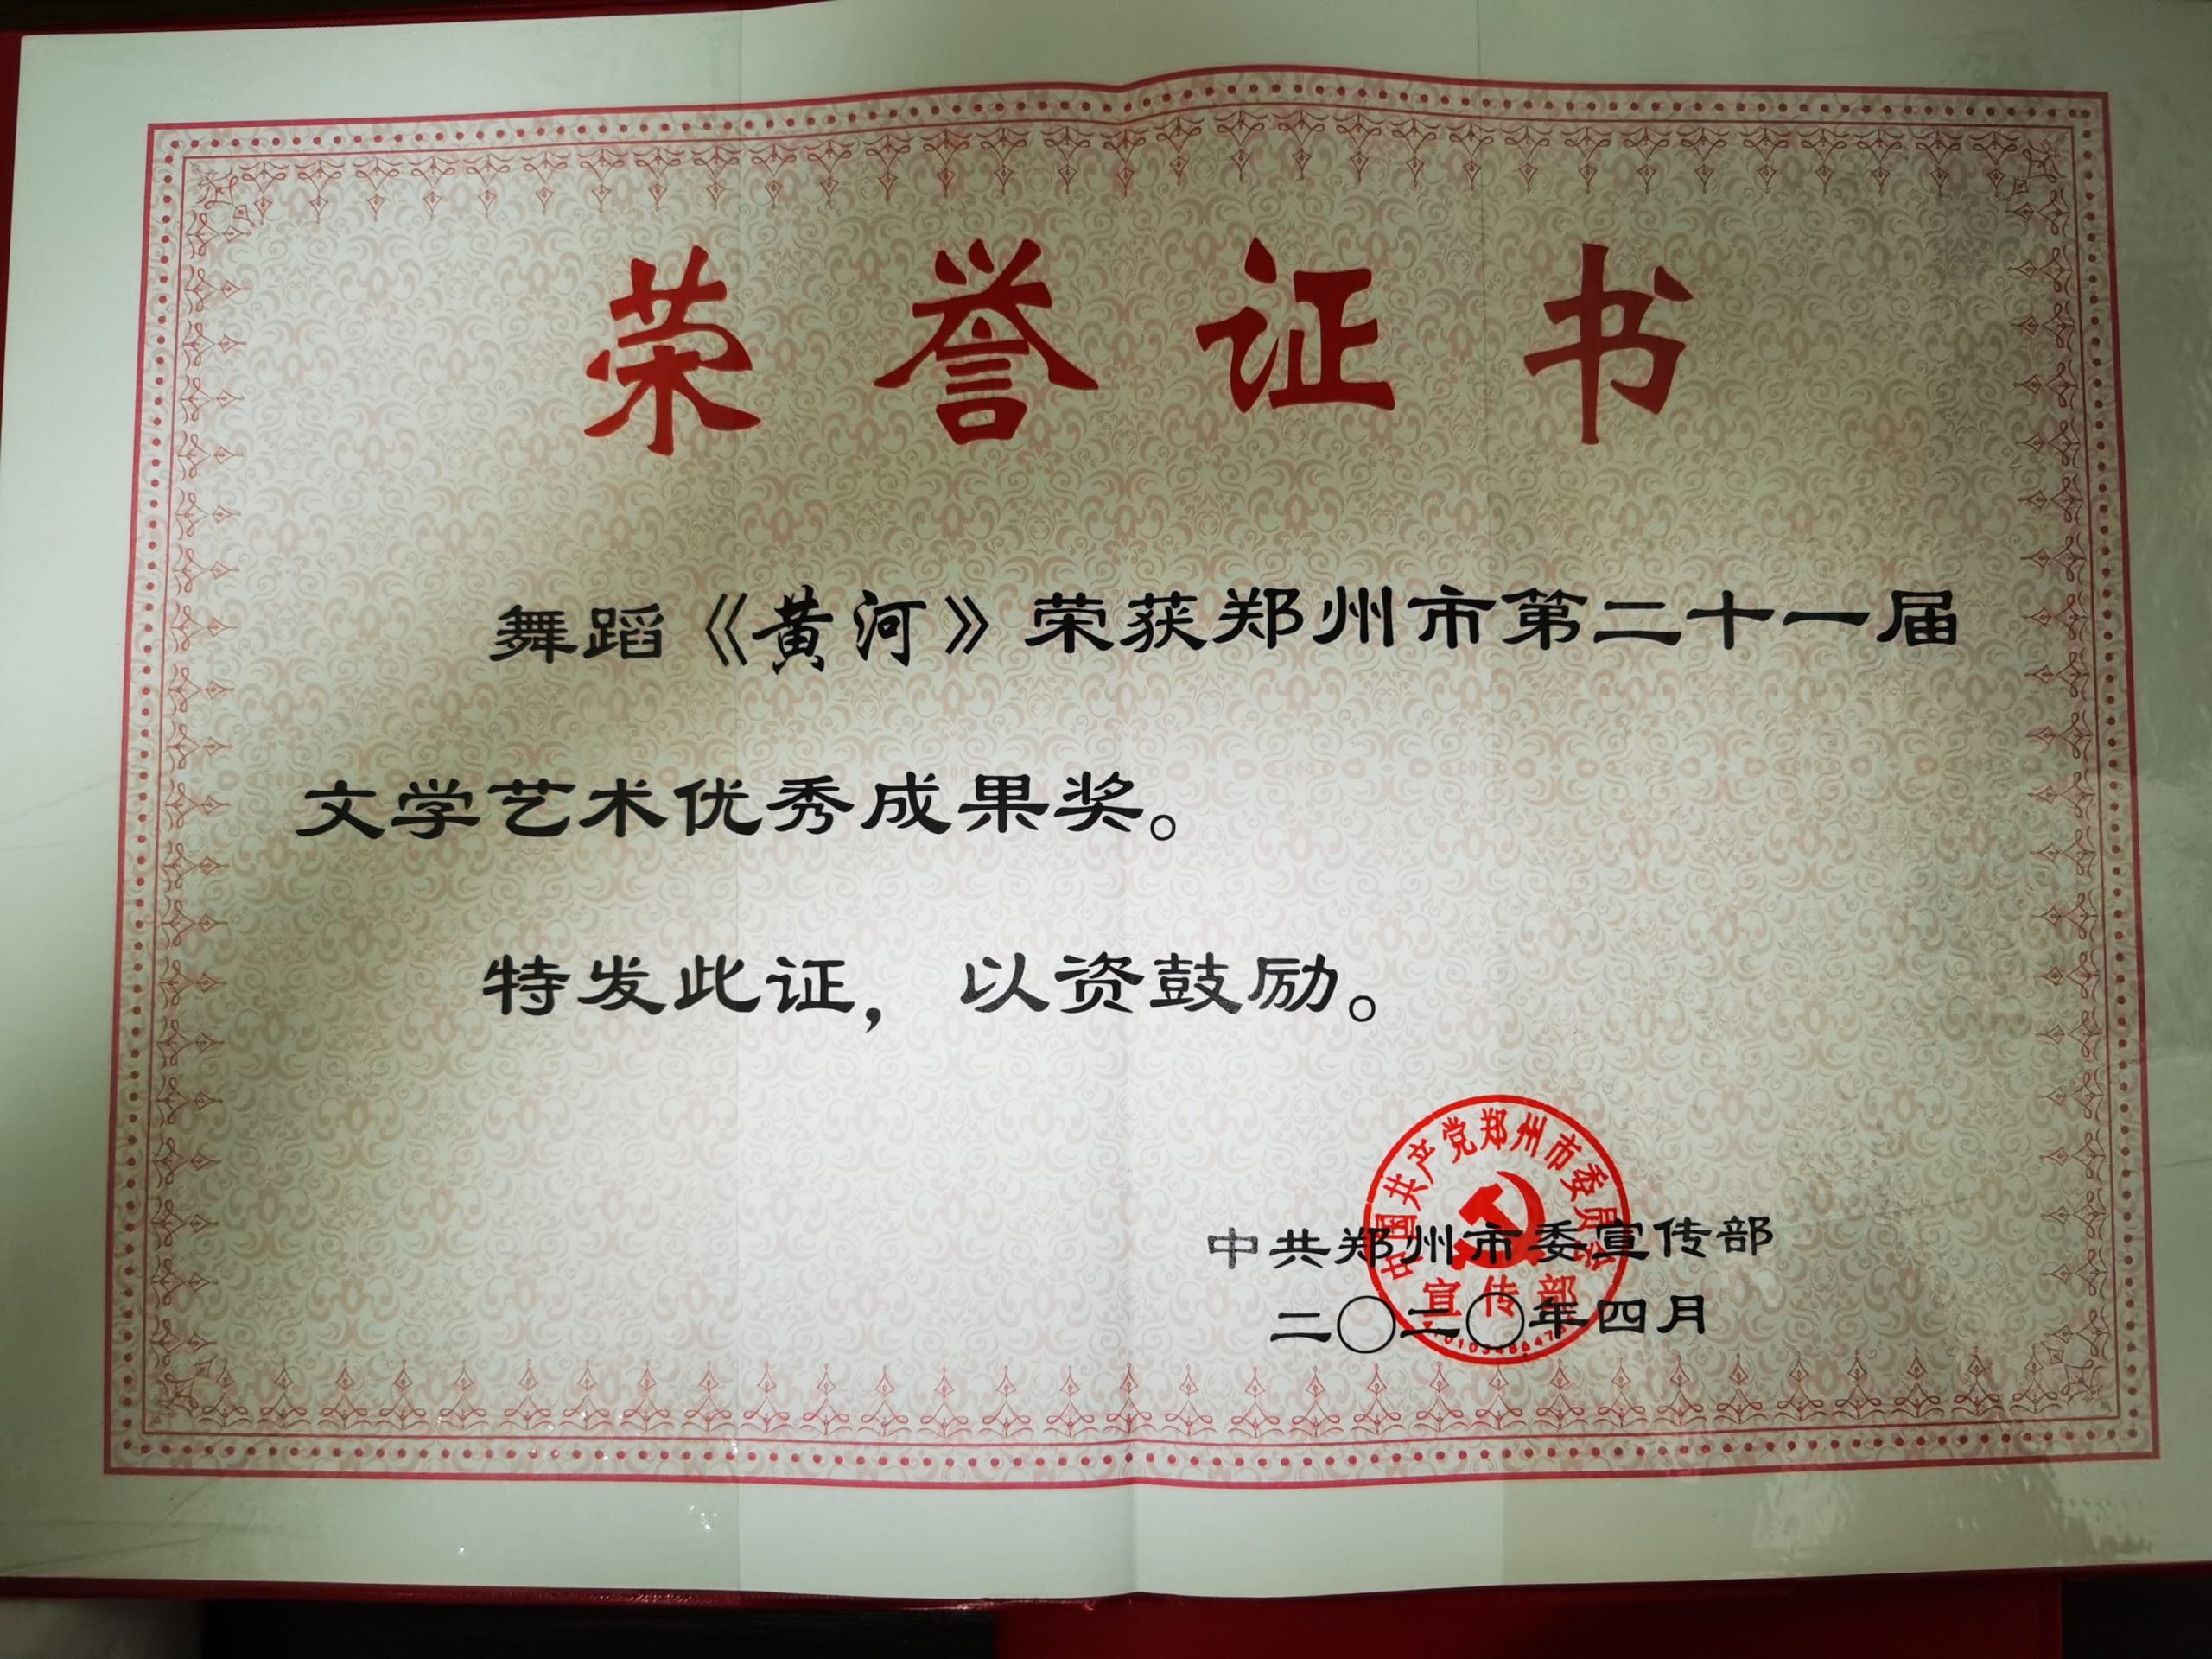 荣誉证书
舞蹈《黄河》荣获郑州市第二十一届
文学艺术优秀成果奖。
特发此证，以资鼓励。
中国共产党郑州市委员会
宣传部
中共郑州市委宣传部
二〇二〇年四月